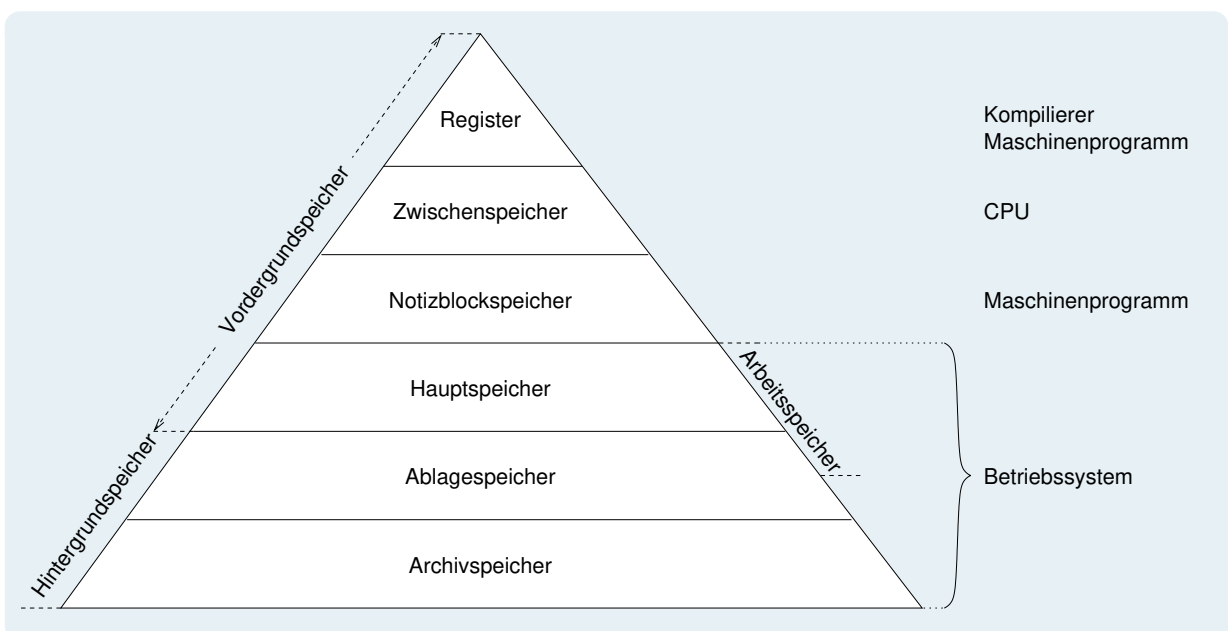 Register
Kompilierer
Maschinenprogramm
Vordergrundspeicher
Zwischenspeicher
CPU
Notizblockspeicher
Maschinenprogramm
Hauptspeicher
Arbeitsspeicher
Hintergrundspeicher
Ablagespeicher
Betriebssystem
Archivspeicher